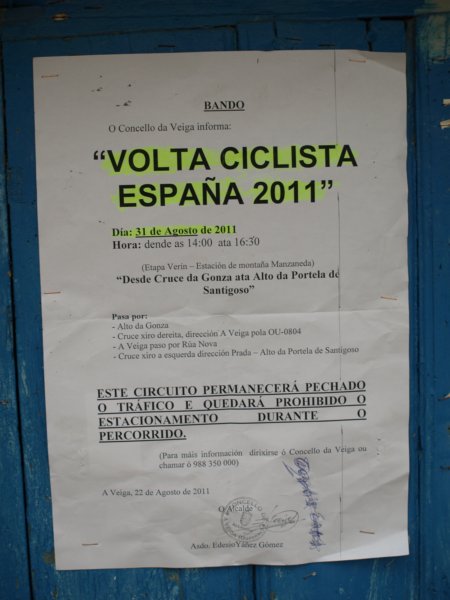 BANDO
O Concello da Veiga informa:
“VOLTA CICLISTA
ESPAÑA 2011”
Día: 31 de Agosto de 2011
Hora: dende as 14:00 ata 16:30
(Etapa Verín – Estación de montaña Manzaneda)
“Desde Cruce da Gonza ata Alto da Portela de
Santigoso”
Pasa por:
- Alto da Gonza
- Cruce xiro dereita, dirección A Veiga pola OU-0804
- A Veiga paso por Rúa Nova
- Cruce xiro a esquerda dirección Prada – Alto da Portela de Santigoso
ESTE CIRCUITO PERMANECERÁ PECHADO
O TRÁFICO E QUEDARÁ PROHIBIDO O
ESTACIONAMENTO DURANTE O
PERCORRIDO.
(Para máis información dirixirse ó Concello da Veiga ou
chamar ó 988 350 000)
A Veiga, 22 de Agosto de 2011
O Alcalde
CONCELLO
Asdo. Edesio Yáñez Gómez